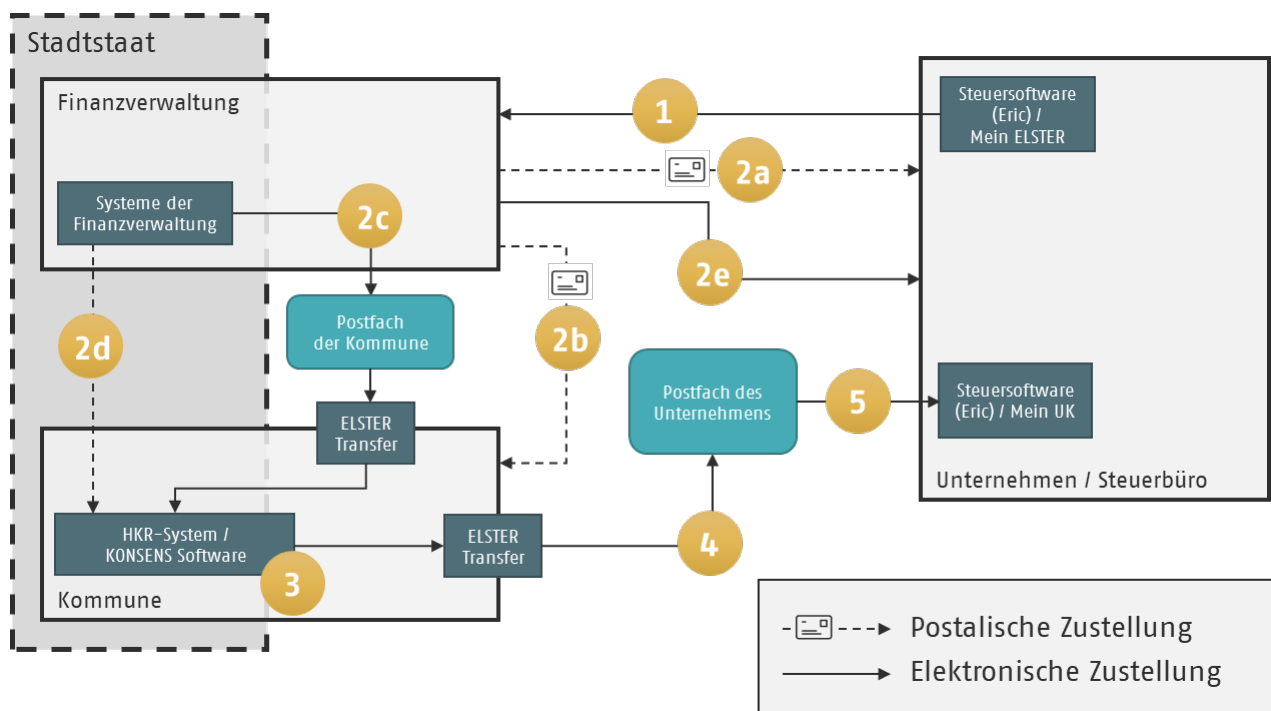 Stadtstaat
Finanzverwaltung
Steuersoftware
(Eric) /
Mein ELSTER
1
2a
Systeme der
Finanzverwaltung
2c
2e
2b
2d
Postfach
der Kommune
Postfach des
Unternehmens
5
Steuersoftware
(Eric) / Mein UK
ELSTER
Transfer
Unternehmen / Steuerbüro
HKR-System /
KONSENS Software
3
ELSTER
Transfer
4
Kommune
Postalische Zustellung
Elektronische Zustellung